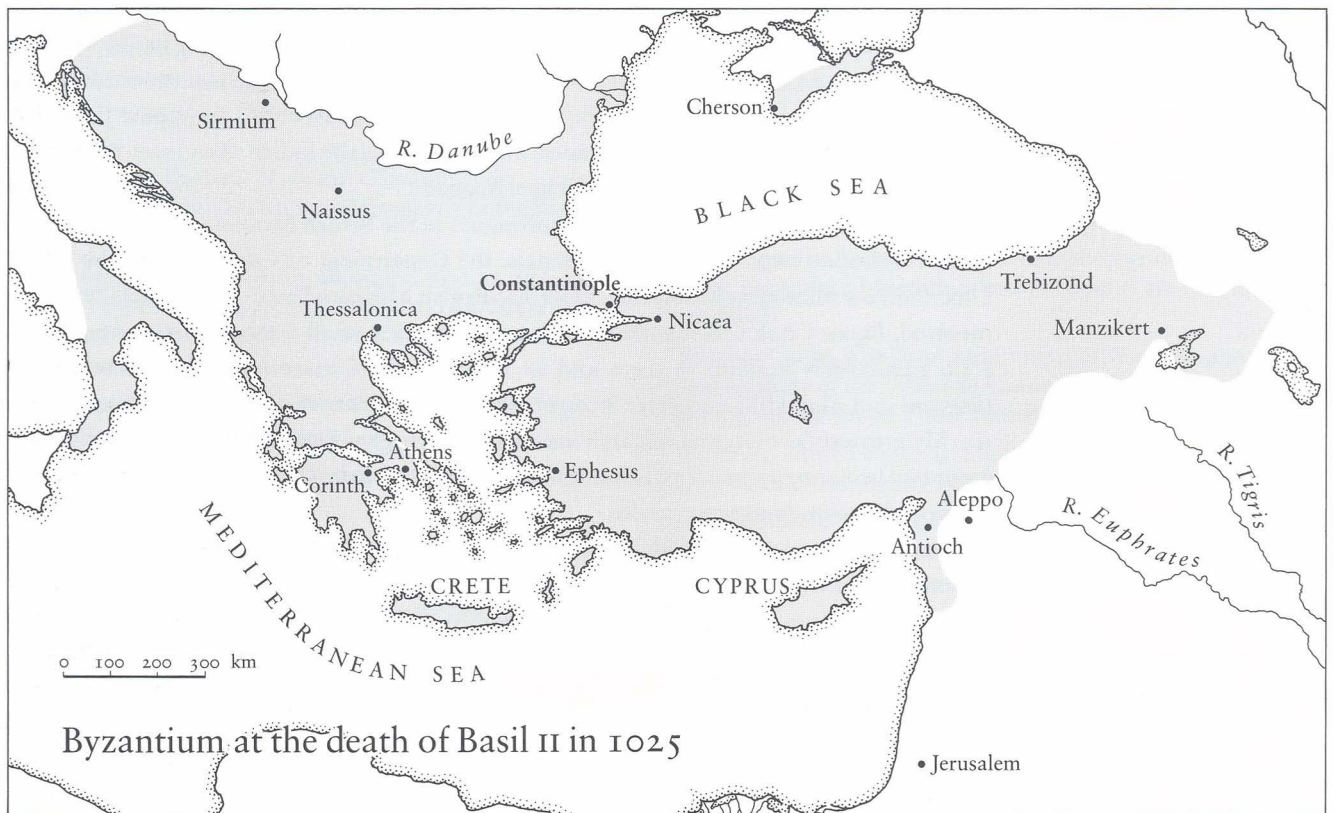 Cherson
Sirmium
R. Danube
BLACK SEA
Naissus
Constantinople
Trebizond
Thessalonica
Nicaea
Manzikert
Athens
Ephesus
Corinth
Aleppo
R. Tigris
R. Euphrates
Antioch
MEDITERRANEAN SEA
CRETE
CYPRUS
0 100 200 300 km
Byzantium at the death of Basil II in 1025
Jerusalem